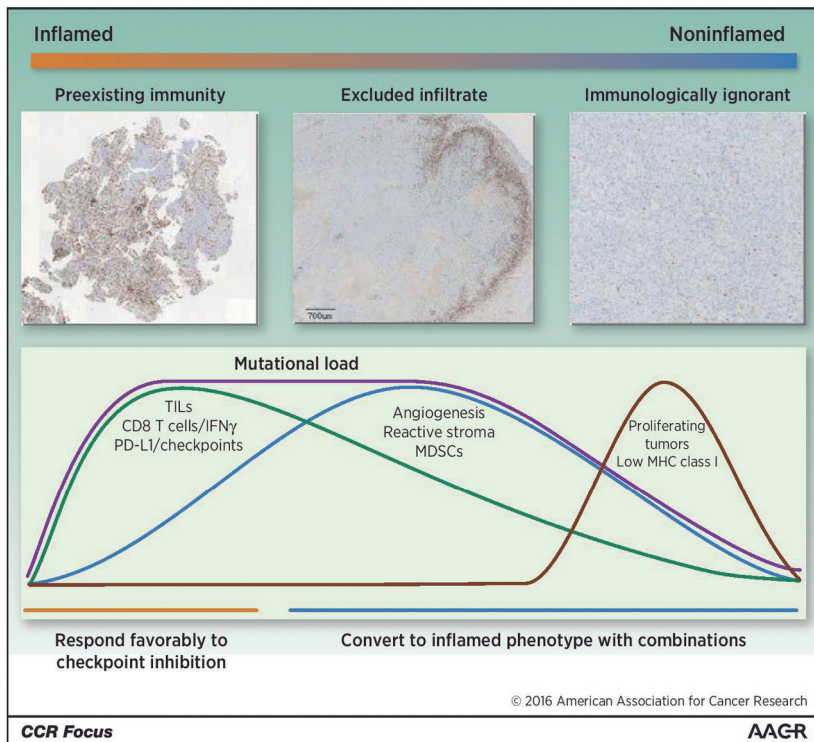 Inflamed
Noninflamed
Preexisting immunity
Excluded infiltrate
Immunologically ignorant
700µm
Mutational load
TILs
CD8 T cells/IFNγ
PD-L1/checkpoints
Angiogenesis
Reactive stroma
MDSCs
Proliferating
tumors
Low MHC class I
Respond favorably to
checkpoint inhibition
Convert to inflamed phenotype with combinations
© 2016 American Association for Cancer Research
CCR Focus
AACR